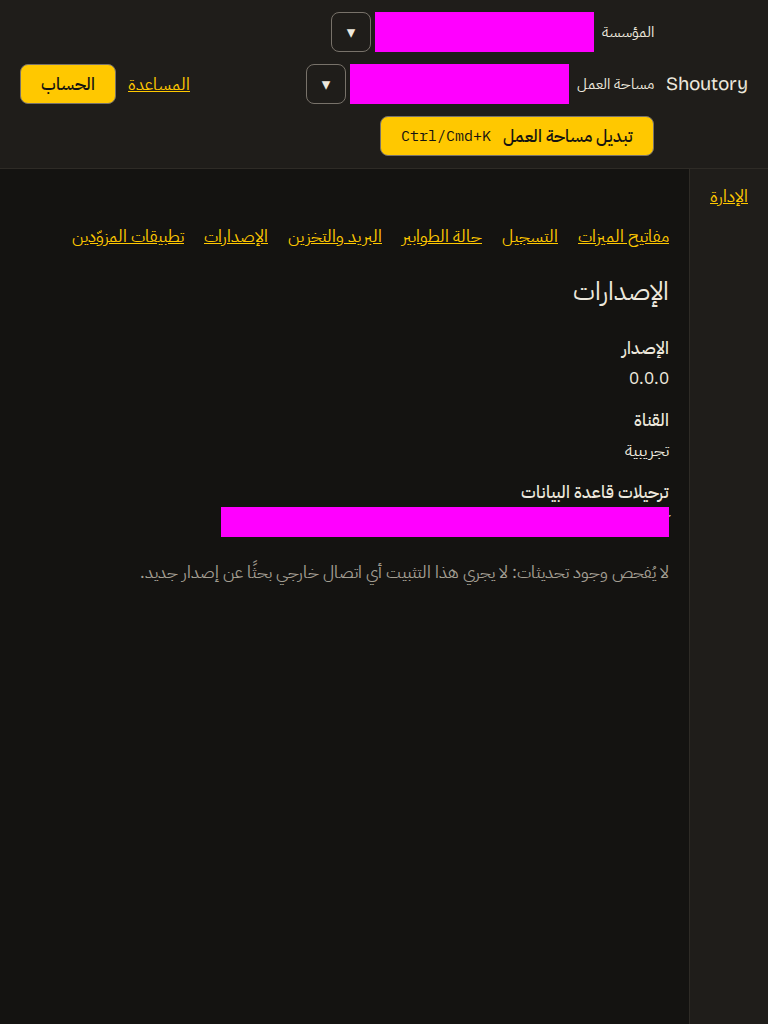 المؤسسة
▼
Shoutory
مساحة العمل
▼
المساعدة
الحساب
تبديل مساحة العمل Ctrl/Cmd+K
الإدارة
مفاتيح الميزات
التسجيل
حالة الطوابير
البريد والتخزين
الإصدارات
تطبيقات المزوّدين
الإصدارات
الإصدار
0.0.0
القناة
تجريبية
ترحيلات قاعدة البيانات
لا يُفحص وجود تحديثات: لا يجري هذا التثبيت أي اتصال خارجي بحثًا عن إصدار جديد.